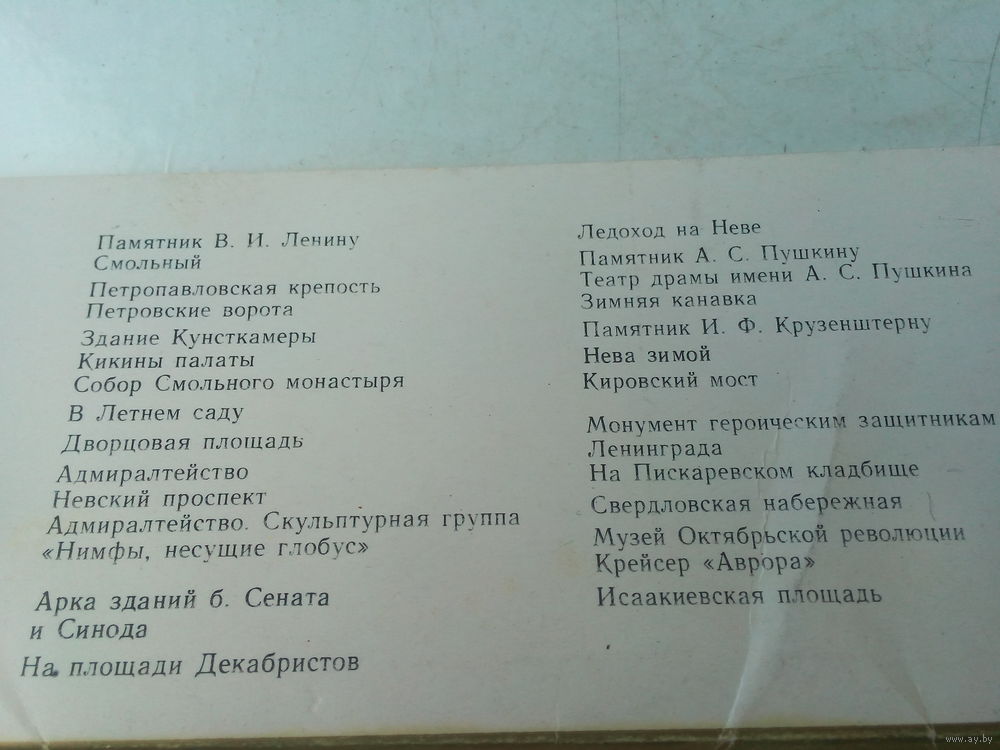 Памятник В. И. Ленину
Смольный
Петропавловская крепость
Петровские ворота
Здание Кунсткамеры
Кикины палаты
Собор Смольного монастыря
В Летнем саду
Дворцовая площадь
Адмиралтейство
Невский проспект
Адмиралтейство. Скульптурная группа
«Нимфы, несущие глобус»
Арка зданий б. Сената
и Синода
На площади Декабристов
Ледоход на Неве
Памятник А. С. Пушкину
Театр драмы имени А. С. Пушкина
Зимняя канавка
Памятник И. Ф. Крузенштерну
Нева зимой
Кировский мост
Монумент героическим защитникам
Ленинграда
На Пискаревском кладбище
Свердловская набережная
Музей Октябрьской революции
Крейсер «Аврора»
Исаакиевская площадь
www.ay.by